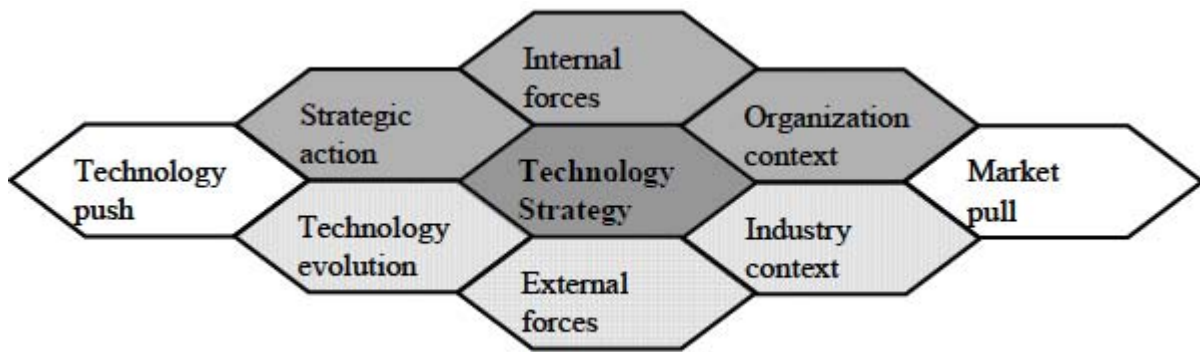 Internal
forces
Strategic
action
Organization
context
Technology
push
Technology
Strategy
Market
pull
Technology
evolution
Industry
context
External
forces